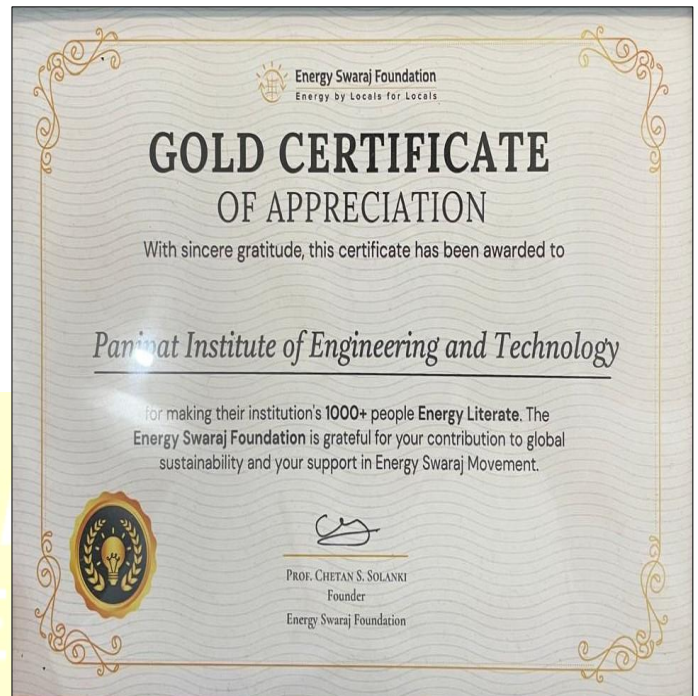 Energy Swaraj Foundation
Energy by Locals for Locals
GOLD CERTIFICATE
OF APPRECIATION
With sincere gratitude, this certificate has been awarded to
Panipat Institute of Engineering and Technology
for making their institution's 1000+ people Energy Literate. The
Energy Swaraj Foundation is grateful for your contribution to global
sustainability and your support in Energy Swaraj Movement.
PROF. CHETAN S. SOLANKI
Founder
Energy Swaraj Foundation